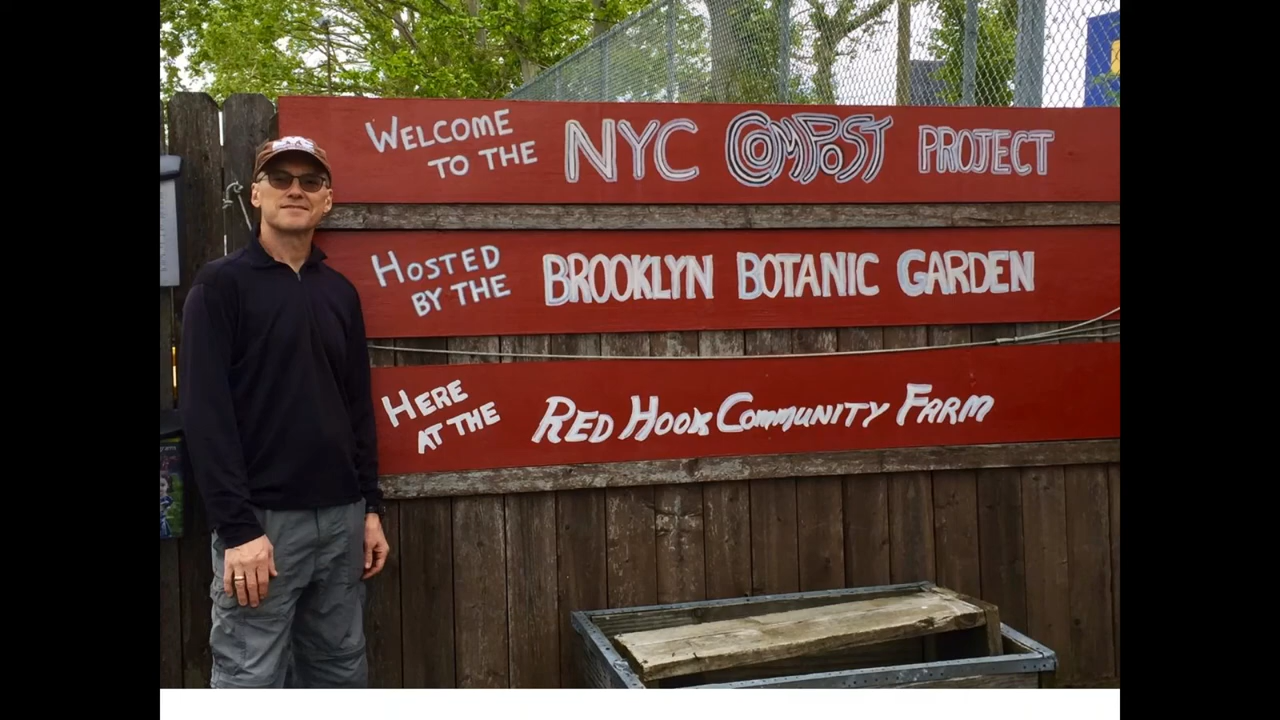 WELCOME
TO THE NYC COMPOST PROJECT
HOSTED
BY THE BROOKLYN BOTANIC GARDEN
HERE
AT THE RED HOOK COMMUNITY FARM